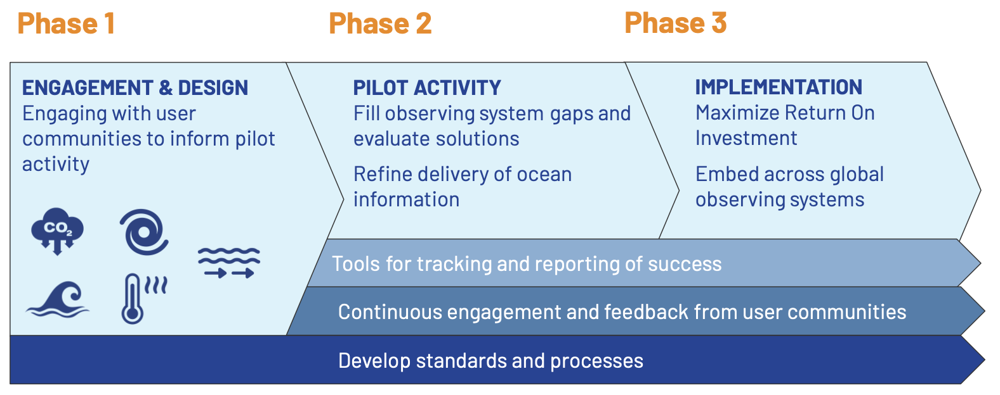 Phase 1
Phase 2
Phase 3
ENGAGEMENT & DESIGN
Engaging with user
communities to inform pilot
activity
CO₂
PILOT ACTIVITY
Fill observing system gaps and
evaluate solutions
Refine delivery of ocean
information
IMPLEMENTATION
Maximize Return On
Investment
Embed across global
observing systems
Tools for tracking and reporting of success
Continuous engagement and feedback from user communities
Develop standards and processes